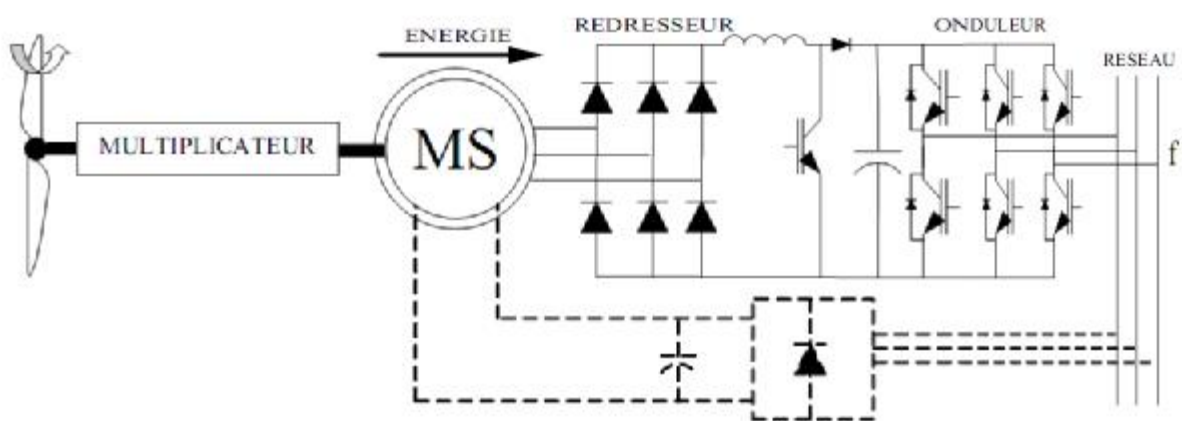 ENERGIE
REDRESSEUR
ONDULEUR
RESEAU
MULTIPLICATEUR
MS
f